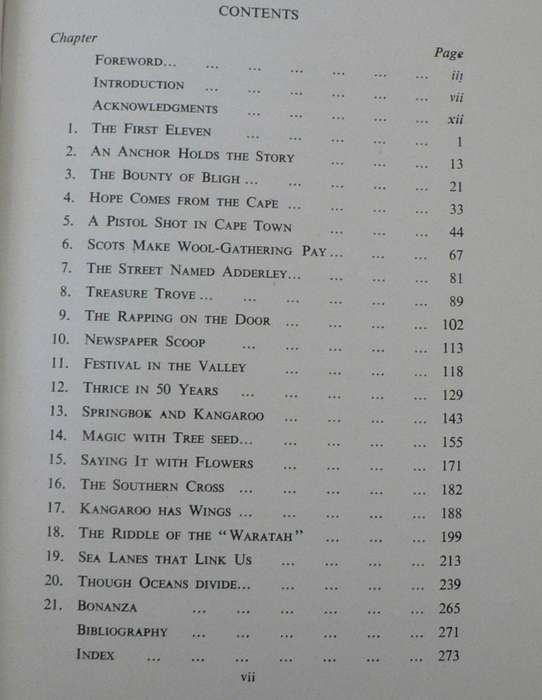 CONTENTS
Chapter Page
FOREWORD... ... ... ... ... ... ... iii
INTRODUCTION ... ... ... ... ... ... vii
ACKNOWLEDGMENTS ... ... ... ... ... xii
1. THE FIRST ELEVEN ... ... ... ... ... 1
2. AN ANCHOR HOLDS THE STORY ... ... ... 13
3. THE BOUNTY OF BLIGH ... ... ... ... ... 21
4. HOPE COMES FROM THE CAPE ... ... ... ... 33
5. A PISTOL SHOT IN CAPE TOWN ... ... ... 44
6. SCOTS MAKE WOOL-GATHERING PAY ... ... ... 67
7. THE STREET NAMED ADDERLEY... ... ... ... 81
8. TREASURE TROVE ... ... ... ... ... ... 89
9. THE RAPPING ON THE DOOR ... ... ... ... 102
10. NEWSPAPER SCOOP ... ... ... ... ... 113
11. FESTIVAL IN THE VALLEY ... ... ... ... 118
12. THRICE IN 50 YEARS ... ... ... ... ... 129
13. SPRINGBOK AND KANGAROO ... ... ... ... 143
14. MAGIC WITH TREE SEED... ... ... ... ... 155
15. SAYING IT WITH FLOWERS ... ... ... ... 171
16. THE SOUTHERN CROSS ... ... ... ... ... 182
17. KANGAROO HAS WINGS ... ... ... ... ... 188
18. THE RIDDLE OF THE "WARATAH" ... ... ... 199
19. SEA LANES THAT LINK US ... ... ... ... 213
20. THOUGH OCEANS DIVIDE... ... ... ... ... 239
21. BONANZA ... ... ... ... ... ... 265
BIBLIOGRAPHY ... ... ... ... ... ... 271
INDEX ... ... ... ... ... ... ... 273
vii